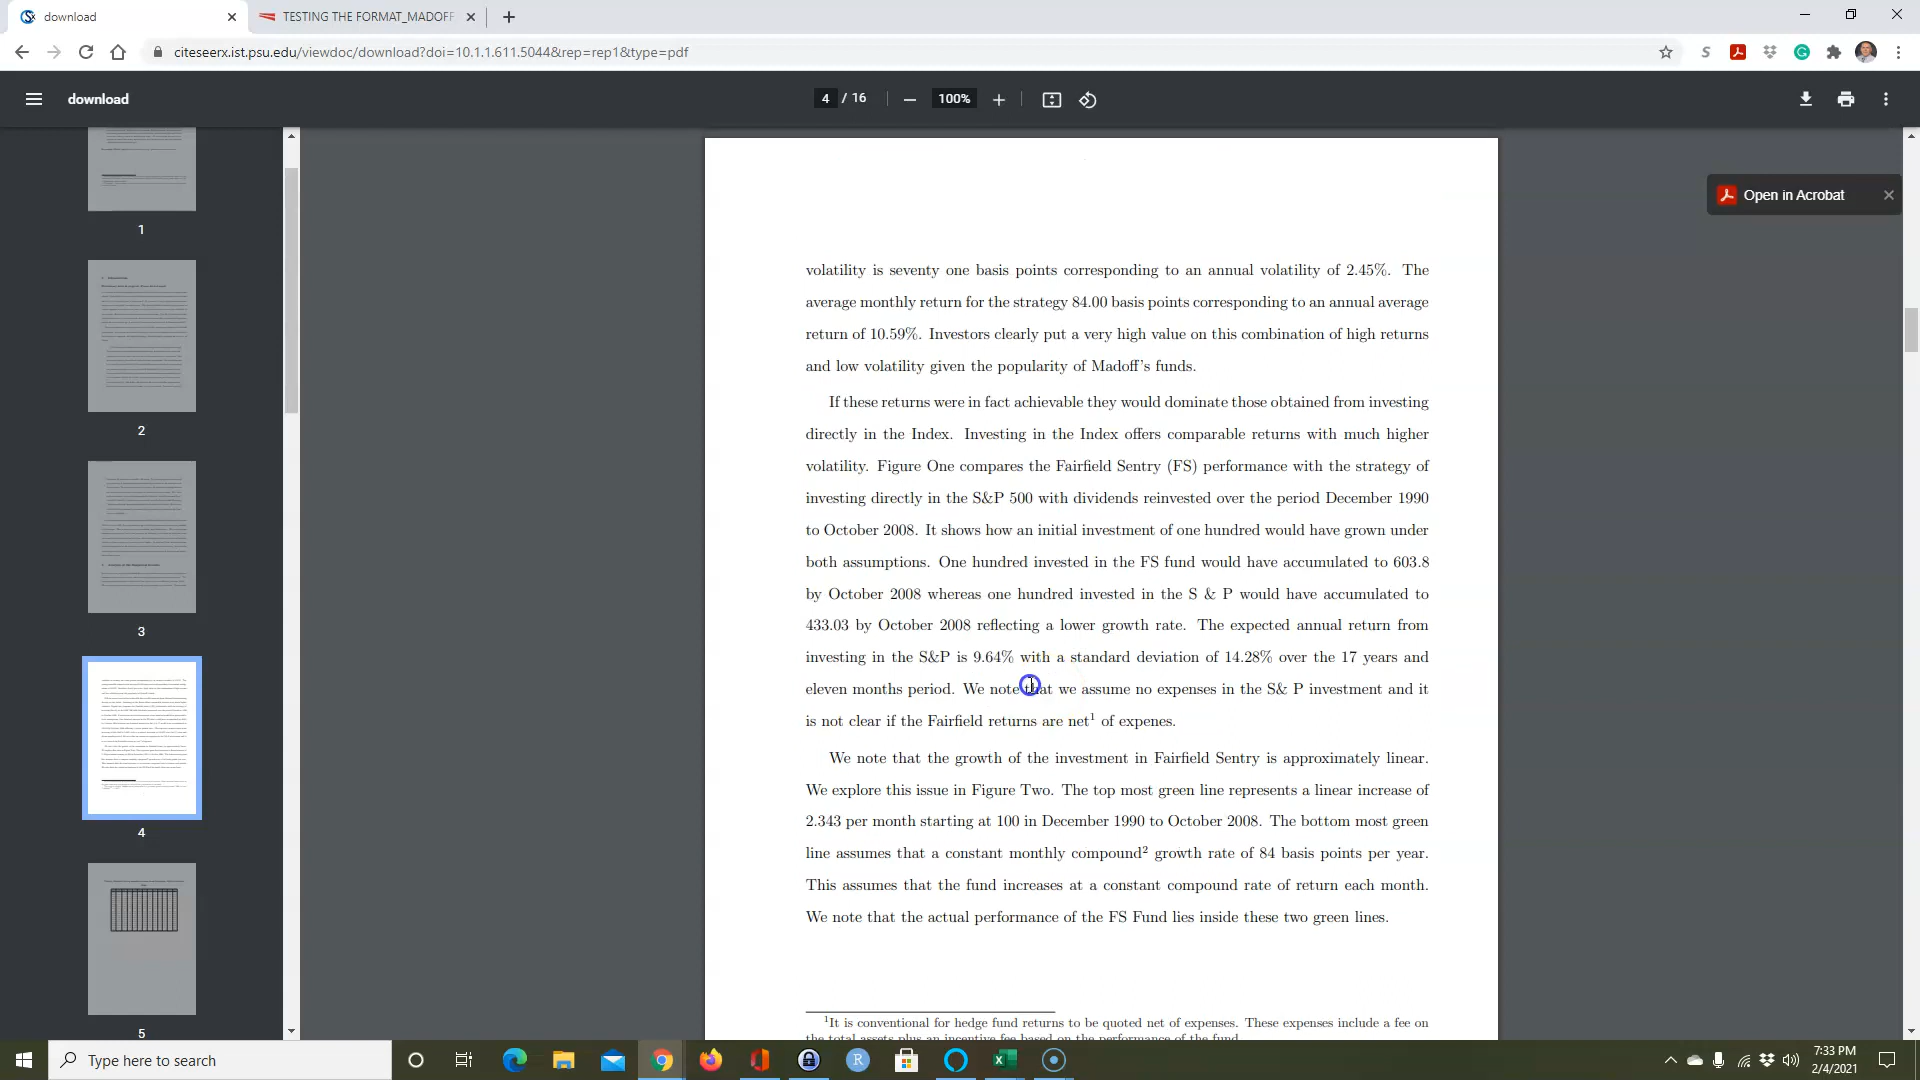 download
TESTING THE FORMAT_MADOFF
citeseerx.ist.psu.edu/viewdoc/download?doi=10.1.1.611.5044&rep=rep1&type=pdf
download
4 / 16
100%
Open in Acrobat
1
2
3
4
5
volatility is seventy one basis points corresponding to an annual volatility of 2.45%. The
average monthly return for the strategy 84.00 basis points corresponding to an annual average
return of 10.59%. Investors clearly put a very high value on this combination of high returns
and low volatility given the popularity of Madoff's funds.
If these returns were in fact achievable they would dominate those obtained from investing
directly in the Index. Investing in the Index offers comparable returns with much higher
volatility. Figure One compares the Fairfield Sentry (FS) performance with the strategy of
investing directly in the S&P 500 with dividends reinvested over the period December 1990
to October 2008. It shows how an initial investment of one hundred would have grown under
both assumptions. One hundred invested in the FS fund would have accumulated to 603.8
by October 2008 whereas one hundred invested in the S & P would have accumulated to
433.03 by October 2008 reflecting a lower growth rate. The expected annual return from
investing in the S&P is 9.64% with a standard deviation of 14.28% over the 17 years and
eleven months period. We note that we assume no expenses in the S& P investment and it
is not clear if the Fairfield returns are net1 of expenes.
We note that the growth of the investment in Fairfield Sentry is approximately linear.
We explore this issue in Figure Two. The top most green line represents a linear increase of
2.343 per month starting at 100 in December 1990 to October 2008. The bottom most green
line assumes that a constant monthly compound2 growth rate of 84 basis points per year.
This assumes that the fund increases at a constant compound rate of return each month.
We note that the actual performance of the FS Fund lies inside these two green lines.
1It is conventional for hedge fund returns to be quoted net of expenses. These expenses include a fee on
the total assets plus an incentive fee based on the performance of the fund.
Type here to search
7:33 PM
2/4/2021